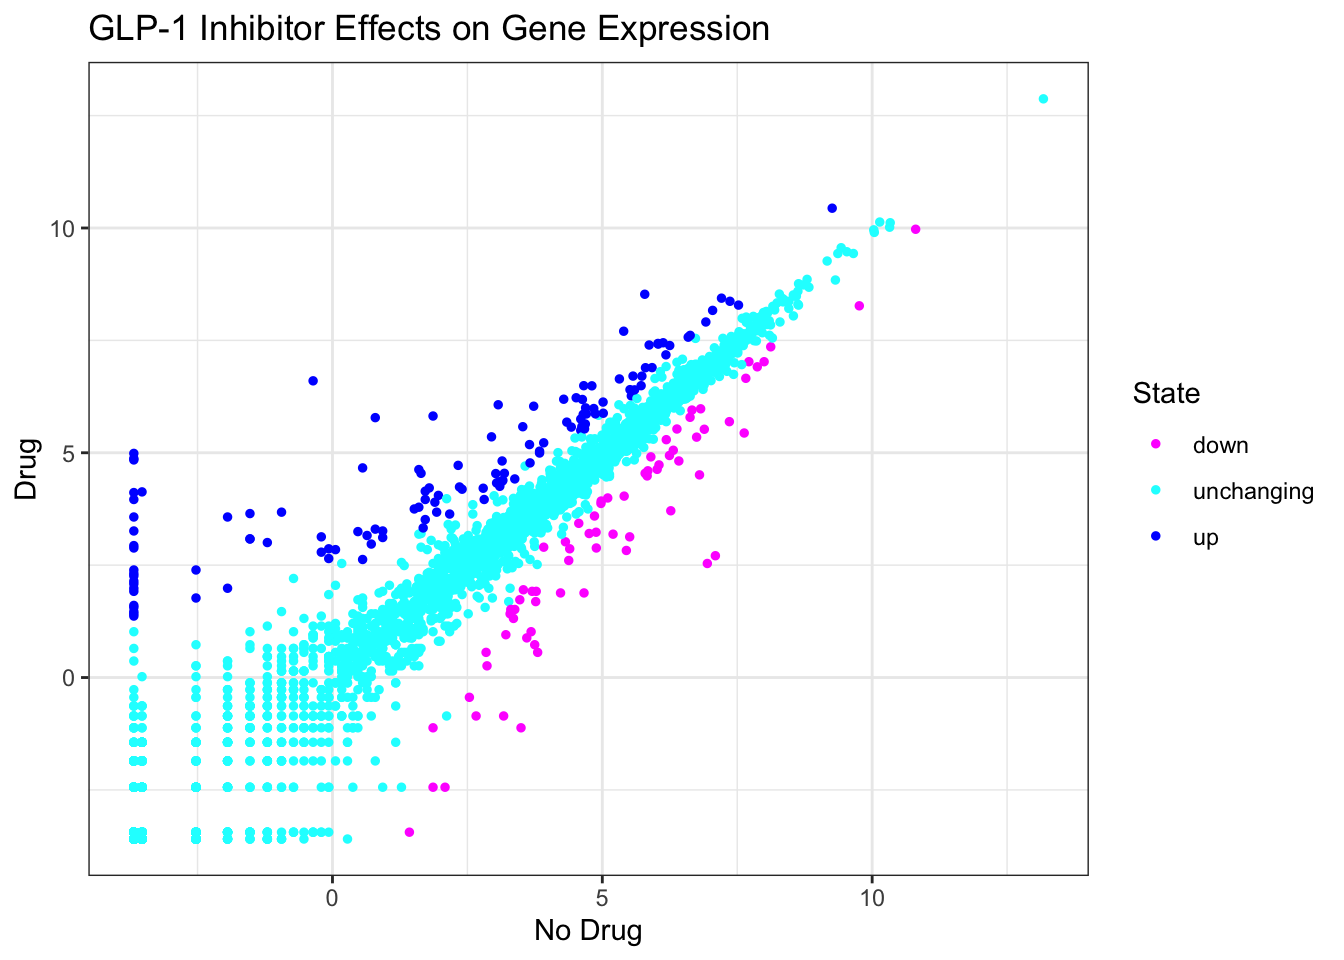 GLP-1 Inhibitor Effects on Gene Expression
Drug
10
5
0
0 5 10
No Drug
State
down
unchanging
up